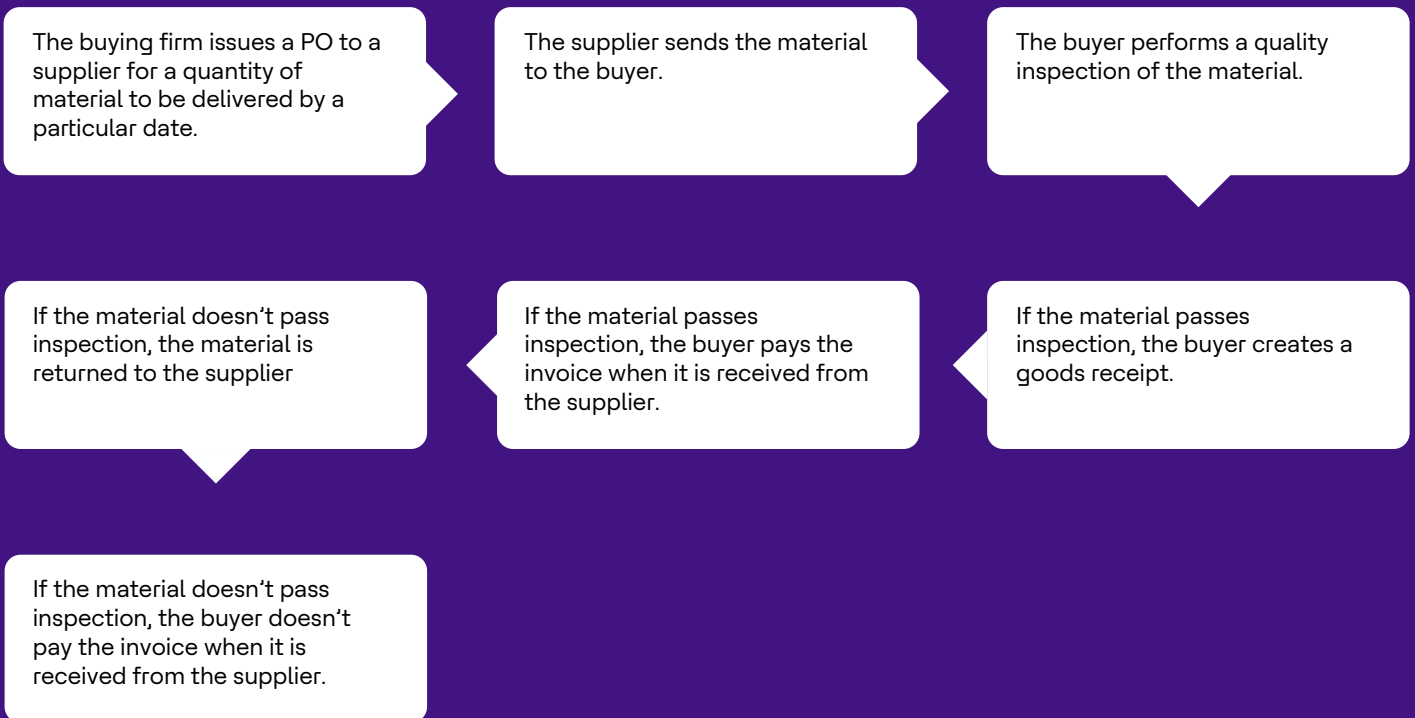 The buying firm issues a PO to a
supplier for a quantity of
material to be delivered by a
particular date.
The supplier sends the material
to the buyer.
The buyer performs a quality
inspection of the material.
If the material passes
inspection, the buyer creates a
goods receipt.
If the material passes
inspection, the buyer pays the
invoice when it is received from
the supplier.
If the material doesn’t pass
inspection, the material is
returned to the supplier
If the material doesn’t pass
inspection, the buyer doesn’t
pay the invoice when it is
received from the supplier.